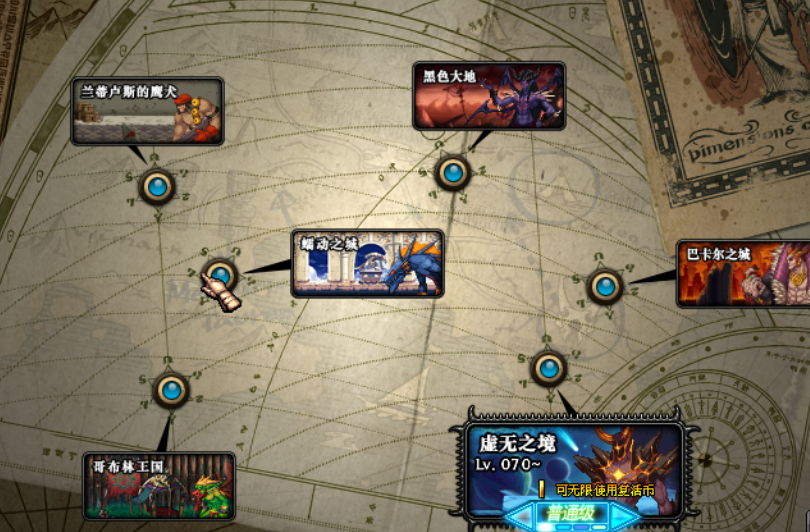 兰蒂卢斯的鹰犬
黑色大地
Dimensions
蠕动之城
巴卡尔之城
哥布林王国
虚无之境
Lv. 070~
可无限使用复活币
普通级